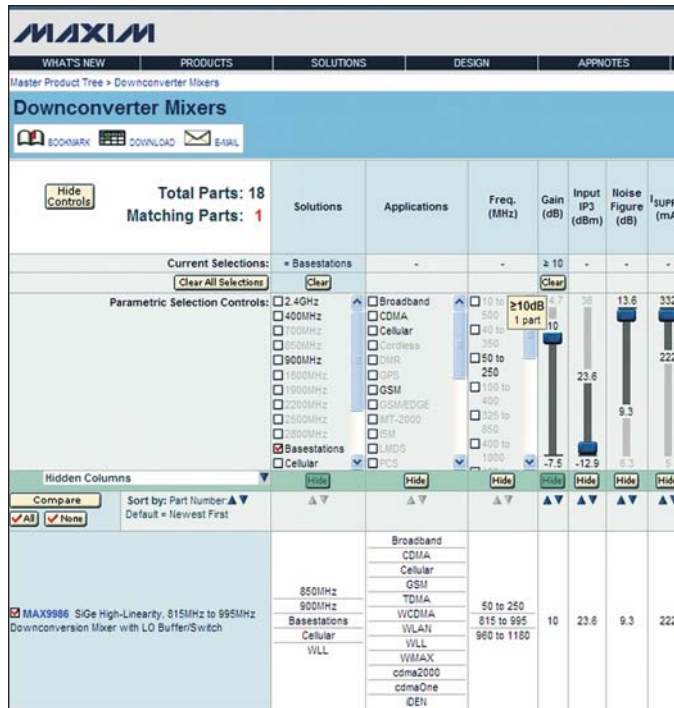 MAXIM
WHAT'S NEW PRODUCTS SOLUTIONS DESIGN APPNOTES
Master Product Tree > Downconverter Mixers
Downconverter Mixers
BOOKMARK DOWNLOAD E-MAIL
Hide Controls
Total Parts: 18
Matching Parts: 1
Solutions
Applications
Freq. (MHz)
Gain (dB)
Input IP3 (dBm)
Noise Figure (dB)
ISUPP (mA
Current Selections: = Basestations - - ≥ 10 - - -
Clear All Selections Clear Clear
Parametric Selection Controls:
2.4GHz
400MHz
700MHz
850MHz
900MHz
1800MHz
1900MHz
2200MHz
2500MHz
2800MHz
Basestations
Cellular
Broadband
CDMA
Cellular
Cordless
DMR
GPS
GSM
GSM/EDGE
IMT-2000
ISM
LMDS
PCS
10 to
500
40 to
350
50 to
250
100 to
400
325 to
850
400 to
1000
≥10dB
1 part
10
-7.5
36
23.6
-12.9
13.6
9.3
6.3
332
222
5
Hidden Columns Hide Hide Hide Hide Hide Hide Hid
Compare
All None
Sort by: Part Number:
Default = Newest First
MAX9986 SiGe High-Linearity, 815MHz to 995MHz
Downconversion Mixer with LO Buffer/Switch
850MHz
900MHz
Basestations
Cellular
WLL
Broadband
CDMA
Cellular
GSM
TDMA
WCDMA
WLAN
WLL
WiMAX
cdma2000
cdmaOne
iDEN
50 to 250
815 to 995
960 to 1180
10
23.6
9.3
222